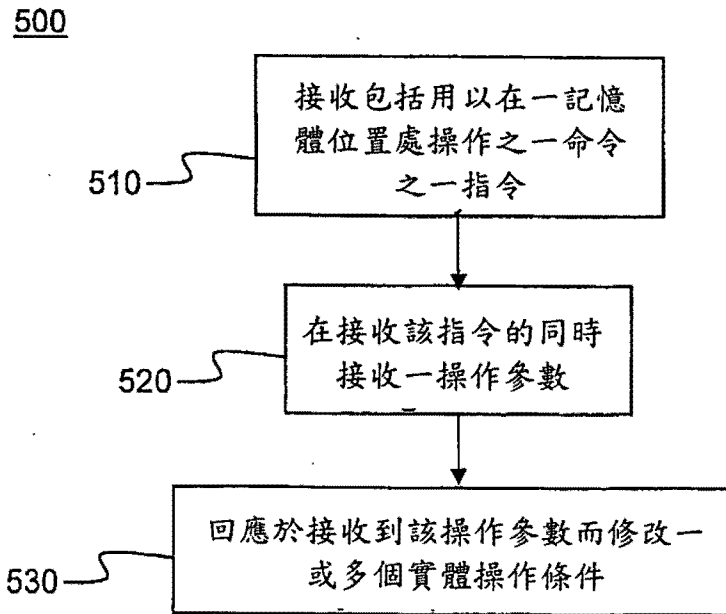 500
接收包括用以在一記憶
體位置處操作之一命令
之一指令
510
在接收該指令的同時
接收一操作參數
520
回應於接收到該操作參數而修改一
或多個實體操作條件
530